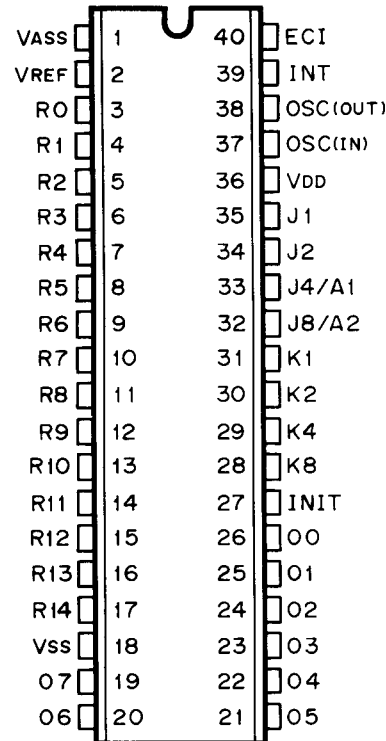 VASS 1 40 ECI
VREF 2 39 INT
R0 3 38 OSC(OUT)
R1 4 37 OSC(IN)
R2 5 36 VDD
R3 6 35 J1
R4 7 34 J2
R5 8 33 J4/A1
R6 9 32 J8/A2
R7 10 31 K1
R8 11 30 K2
R9 12 29 K4
R10 13 28 K8
R11 14 27 INIT
R12 15 26 O0
R13 16 25 O1
R14 17 24 O2
VSS 18 23 O3
O7 19 22 O4
O6 20 21 O5